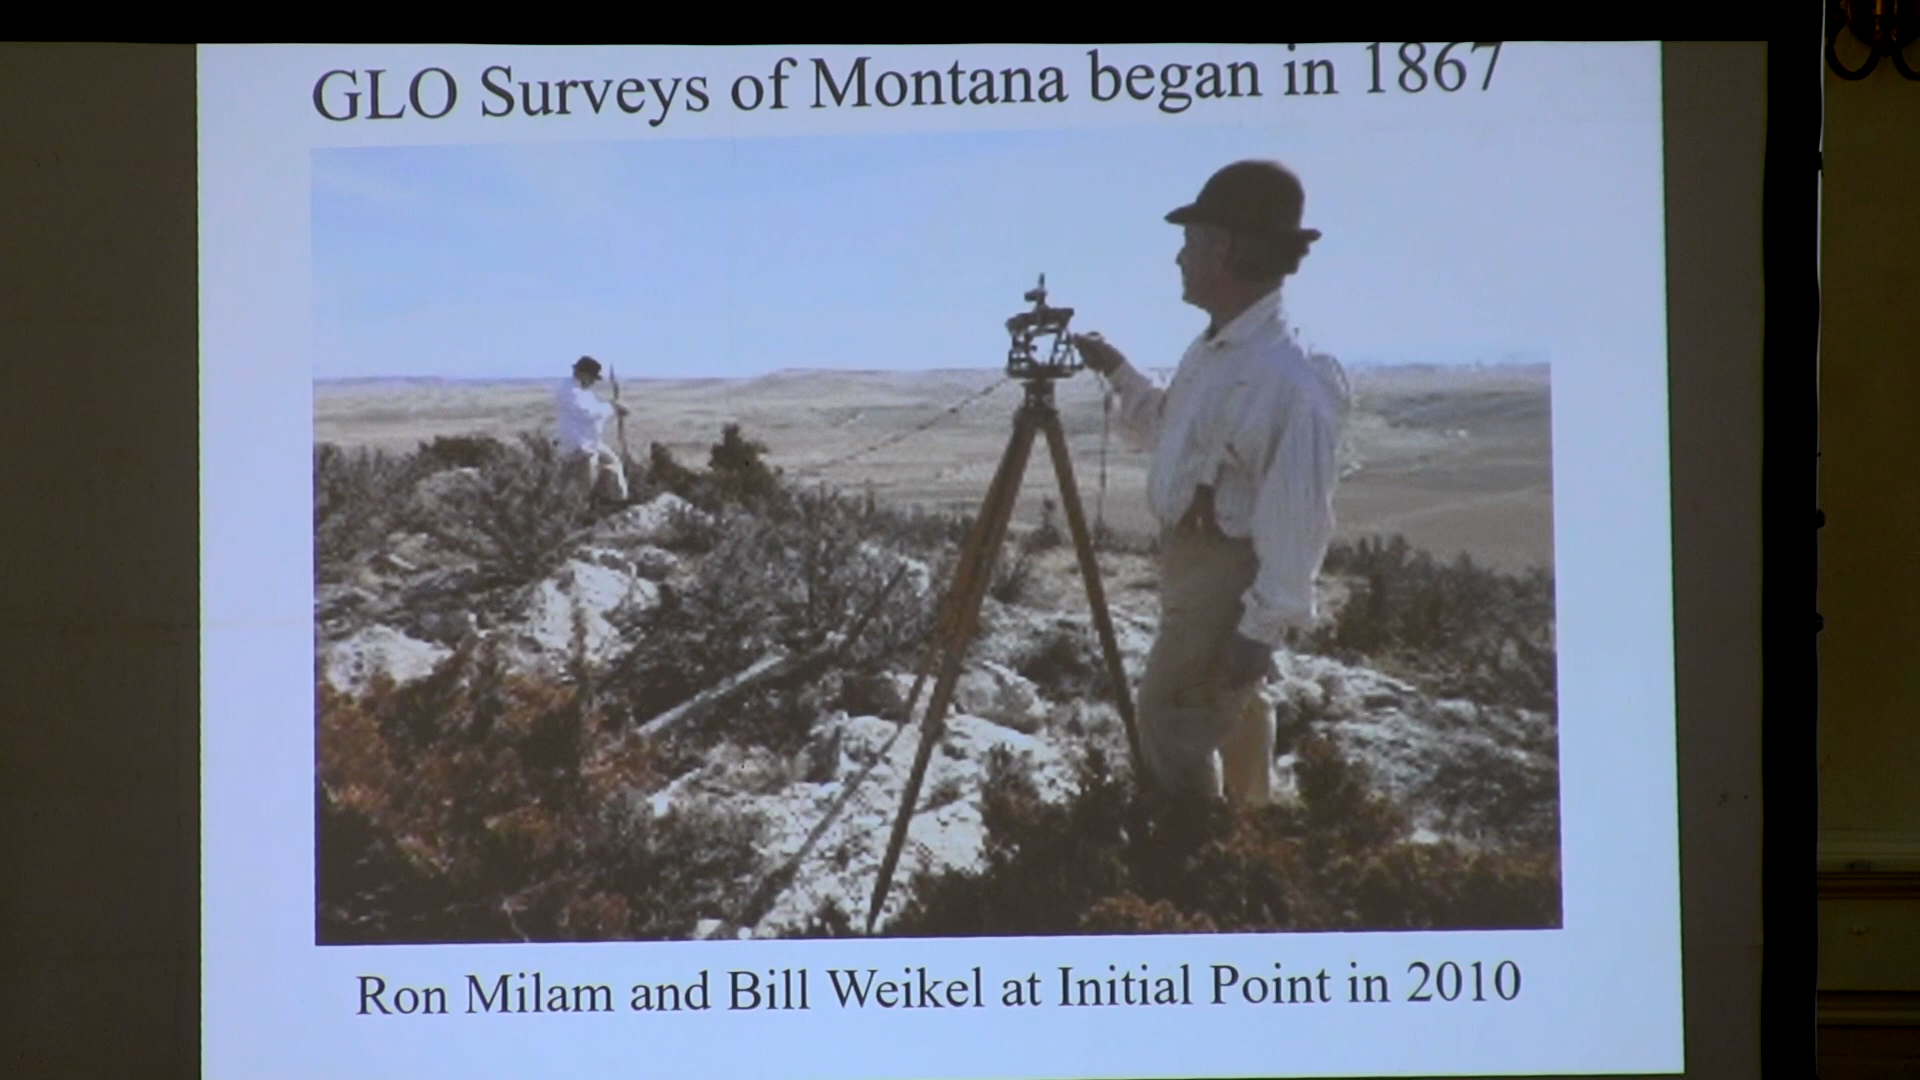 GLO Surveys of Montana began in 1867
Ron Milam and Bill Weikel at Initial Point in 2010